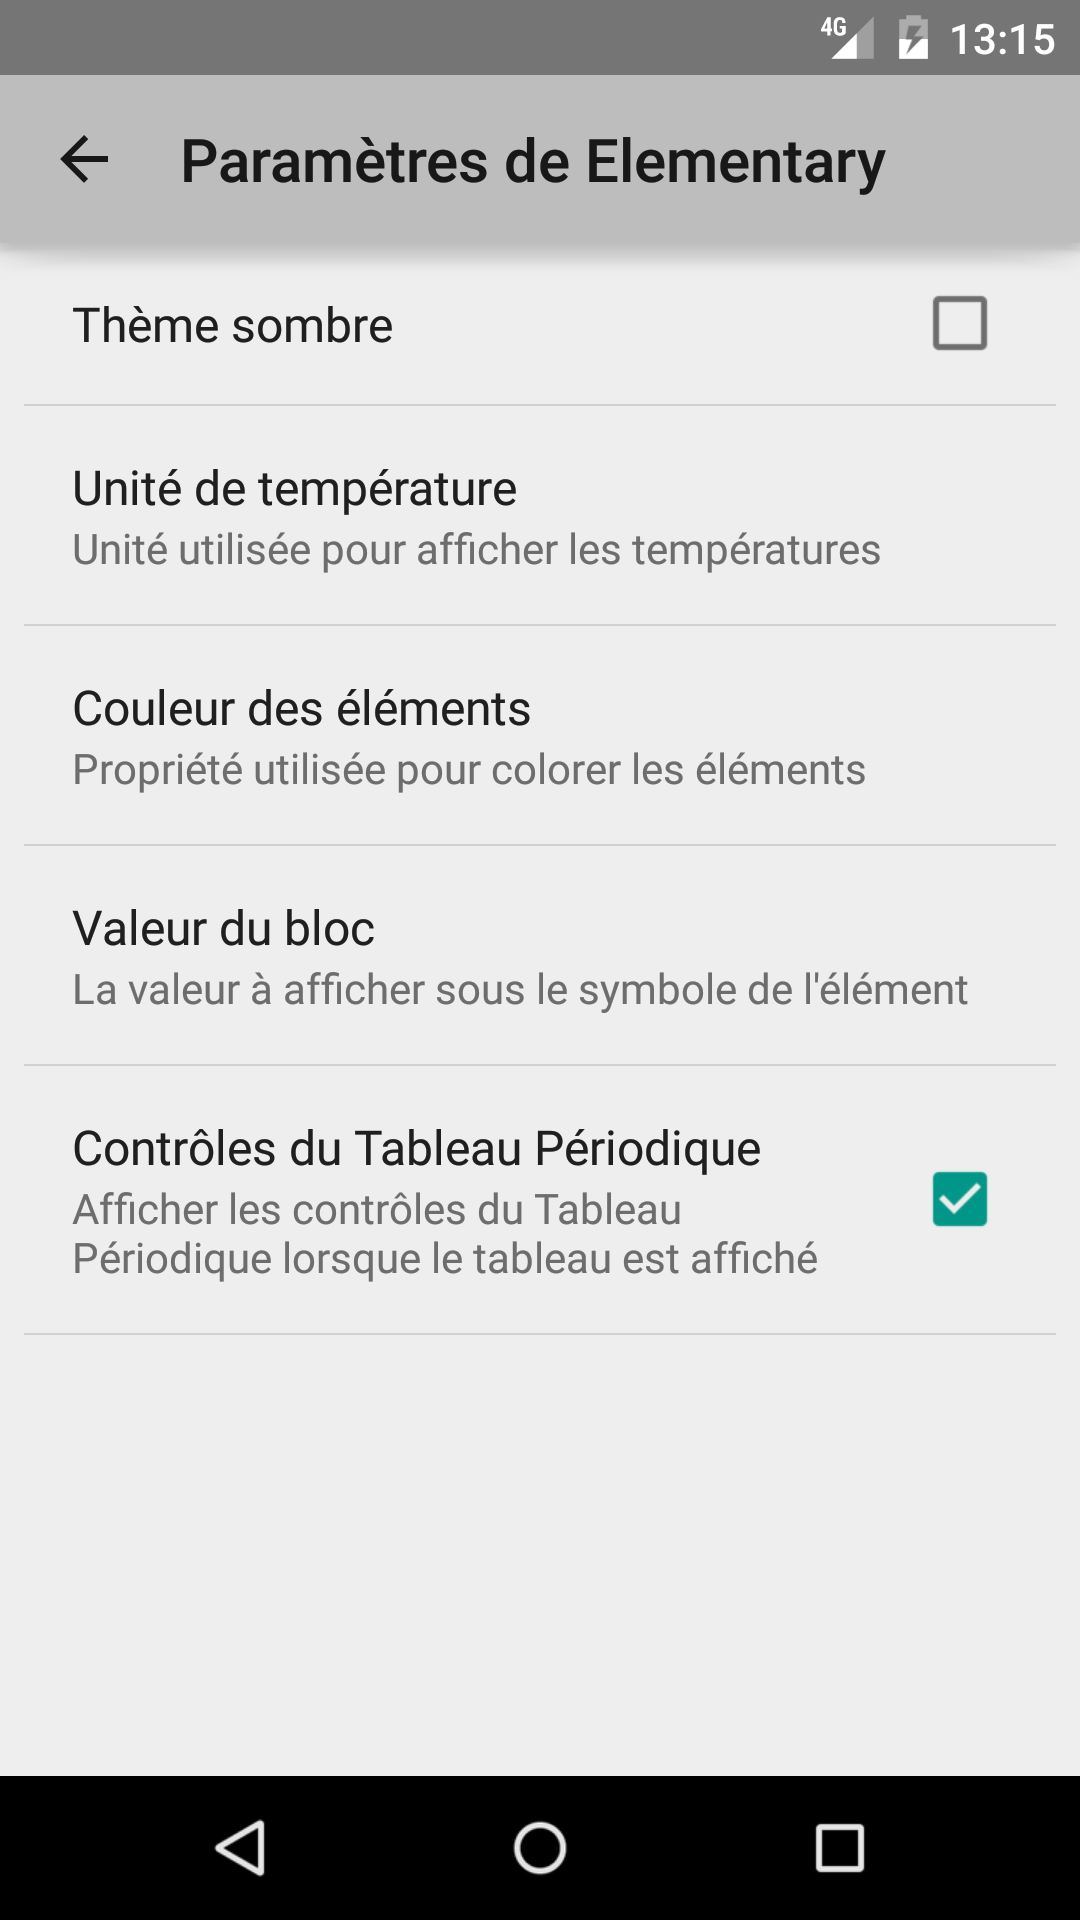 4G 13:15
Paramètres de Elementary
Thème sombre
Unité de température
Unité utilisée pour afficher les températures
Couleur des éléments
Propriété utilisée pour colorer les éléments
Valeur du bloc
La valeur à afficher sous le symbole de l'élément
Contrôles du Tableau Périodique
Afficher les contrôles du Tableau
Périodique lorsque le tableau est affiché